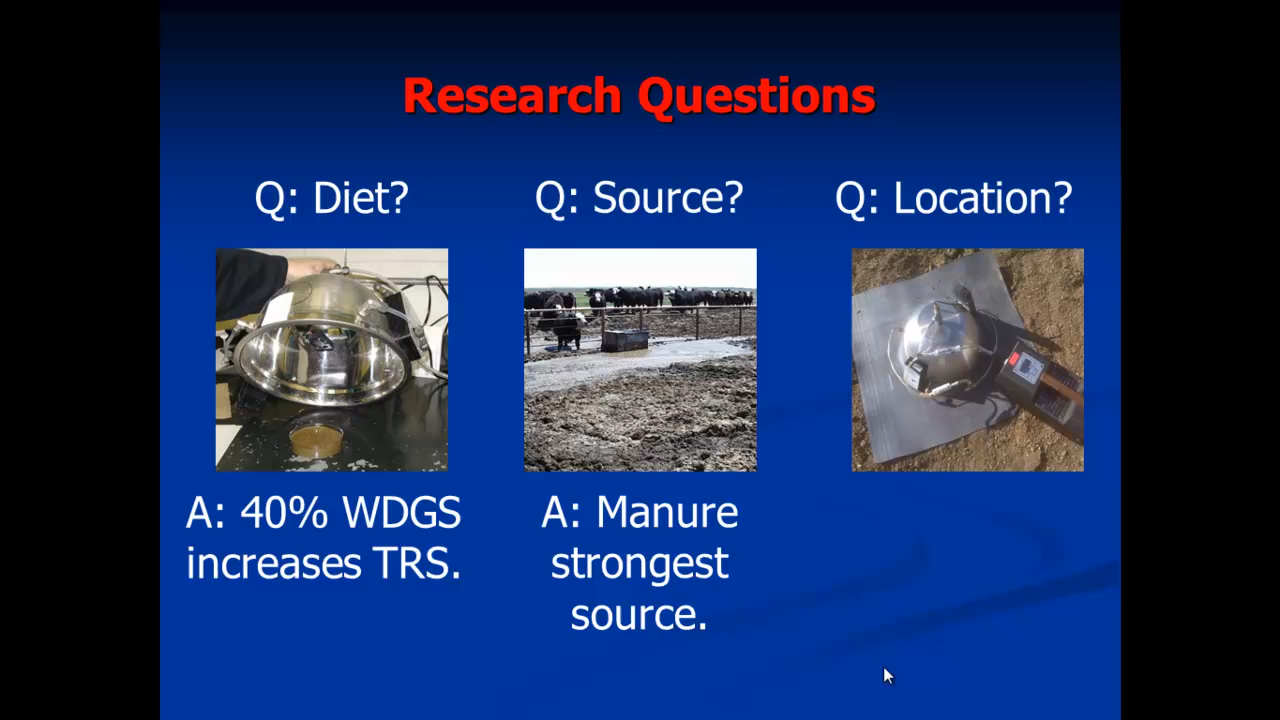 Research Questions
Q: Diet?
Q: Source?
Q: Location?
A: 40% WDGS
increases TRS.
A: Manure
strongest
source.